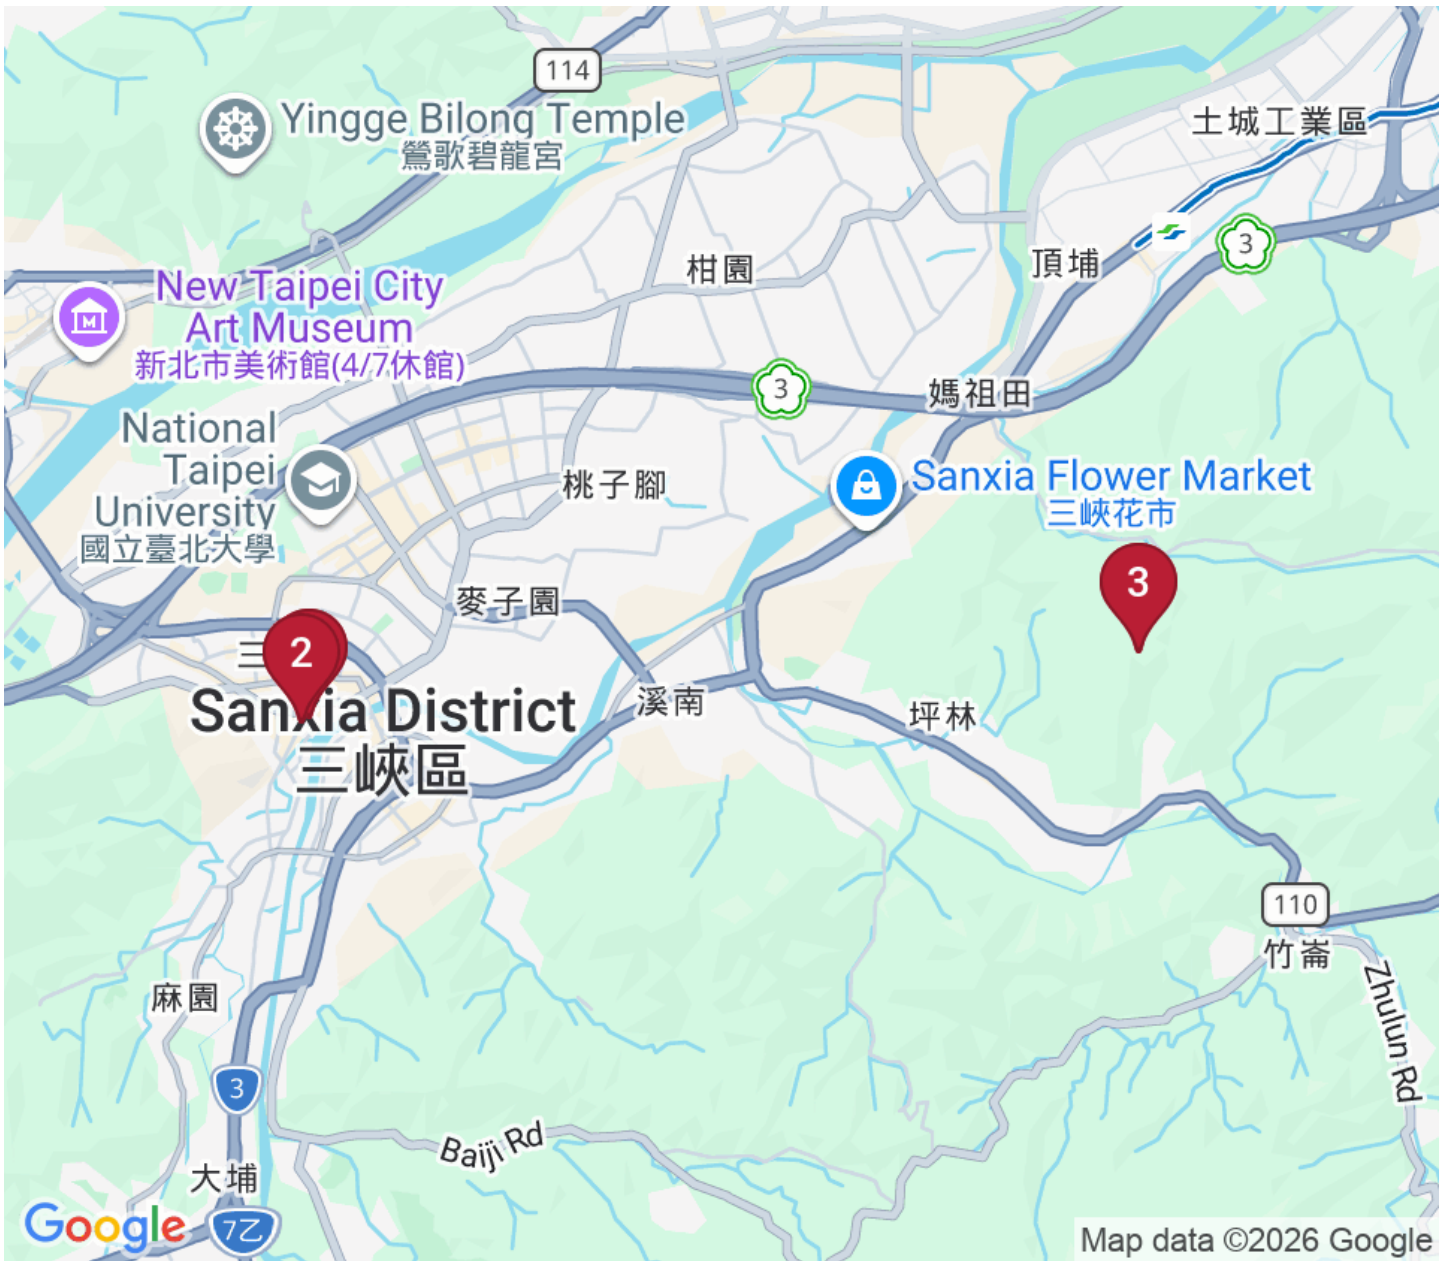 114
Yingge Bilong Temple
鶯歌碧龍宮
土城工業區
3
柑園
頂埔
New Taipei City
Art Museum
新北市美術館(4/7休館)
3
媽祖田
National
Taipei
University
國立臺北大學
桃子腳
Sanxia Flower Market
三峽花市
3
麥子園
三
2
Sanxia District
三峽區
溪南
坪林
110
竹崙
Zhulun Rd
麻園
3
Baiji Rd
大埔
7乙
Google
Map data ©2026 Google